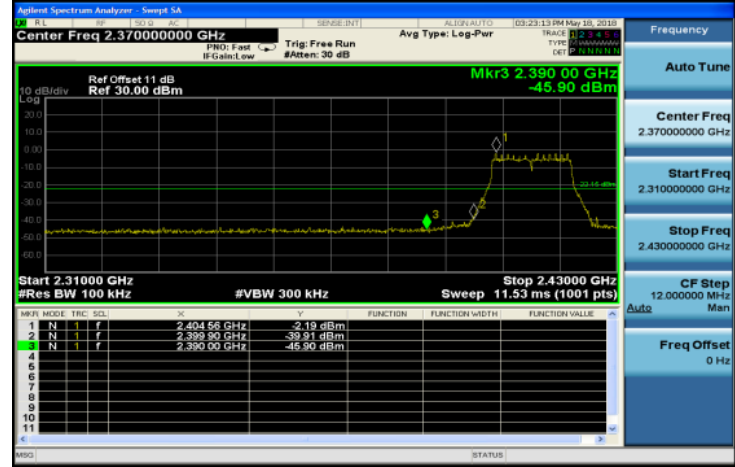 Agilent Spectrum Analyzer - Swept SA
RL RF 50 Ω AC SENSE:INT ALIGN AUTO 03:23:13 PM May 18, 2018
Center Freq 2.370000000 GHz
PNO: Fast
IFGain:Low
Trig: Free Run
#Atten: 30 dB
Avg Type: Log-Pwr
TRACE 1 2 3 4 5 6
TYPE
DET P N N N N N
Frequency
Auto Tune
Center Freq
2.370000000 GHz
Start Freq
2.310000000 GHz
Stop Freq
2.430000000 GHz
CF Step
12.000000 MHz
Auto Man
Freq Offset
0 Hz
Mkr3 2.390 00 GHz
-45.90 dBm
Ref Offset 11 dB
10 dB/div Ref 30.00 dBm
Log
20.0
10.0
0.00
-10.0
-20.0
-30.0
-40.0
-50.0
-60.0
1
2
3
Start 2.31000 GHz Stop 2.43000 GHz
#Res BW 100 kHz #VBW 300 kHz Sweep 11.53 ms (1001 pts)
MKR MODE TRC SCL X Y FUNCTION FUNCTION WIDTH FUNCTION VALUE
1 N 1 f 2.404 56 GHz -2.19 dBm
2 N 1 f 2.399 90 GHz -39.91 dBm
3 N 1 f 2.390 00 GHz -45.90 dBm
4
5
6
7
8
9
10
11
MSG STATUS